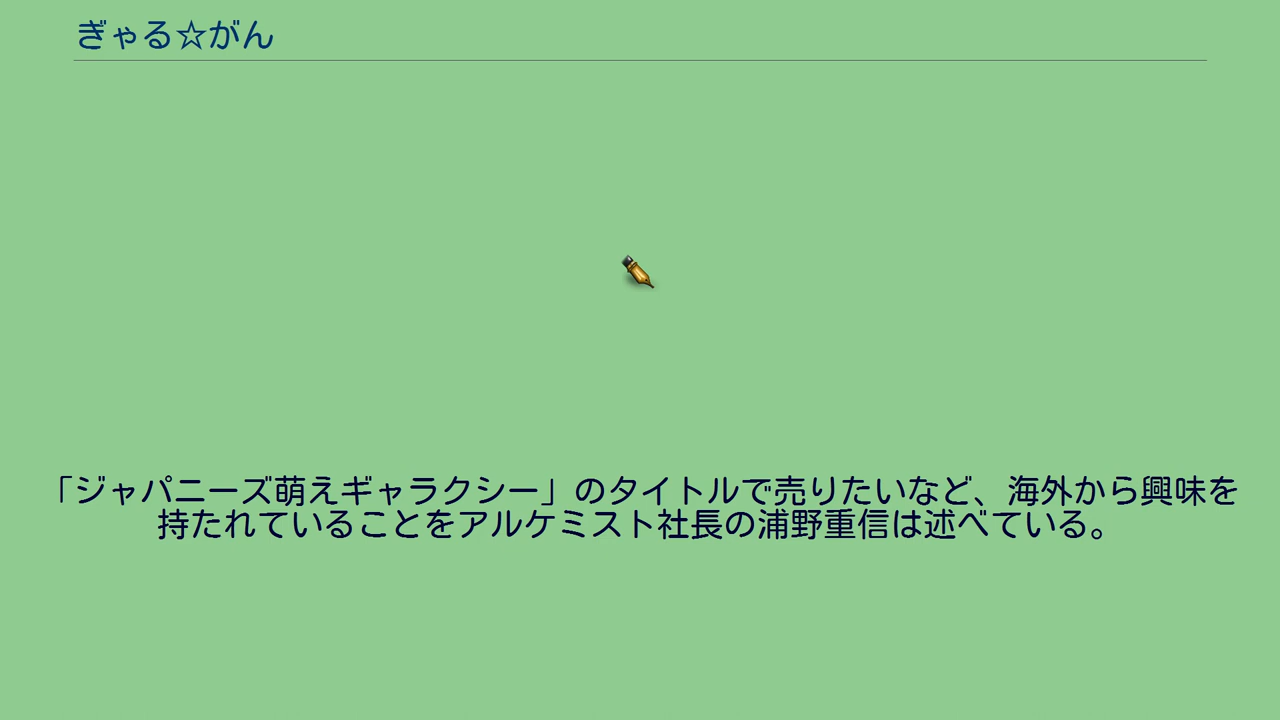 ぎゃる☆がん
「ジャパニーズ萌えギャラクシー」のタイトルで売りたいなど、海外から興味を
持たれていることをアルケミスト社長の浦野重信は述べている。